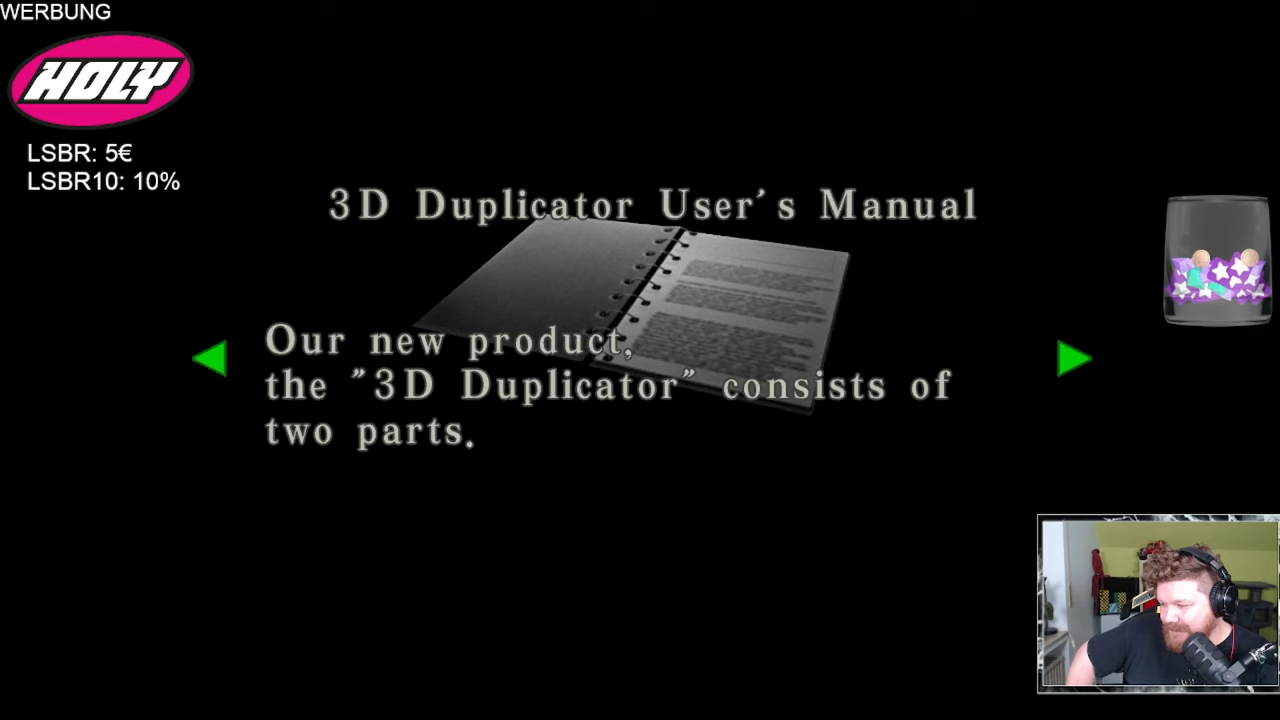 WERBUNG
HOLY
LSBR: 5€
LSBR10: 10%
3D Duplicator User's Manual
Our new product,
the "3D Duplicator" consists of
two parts.